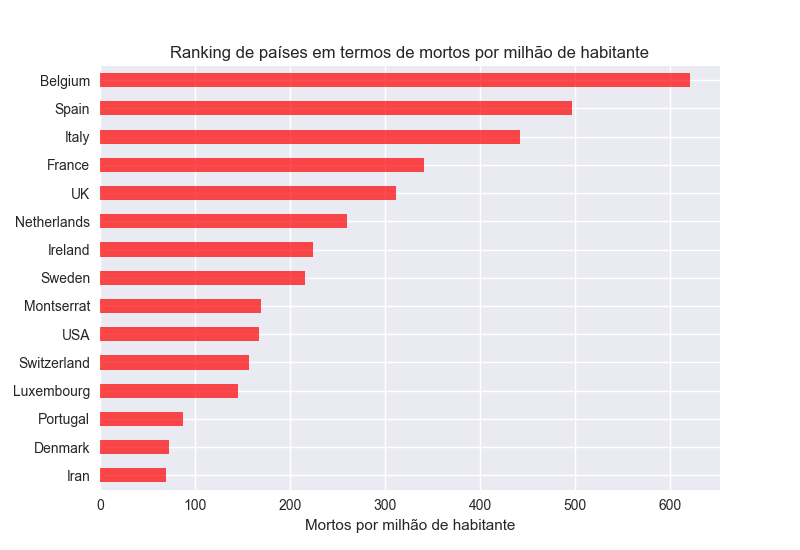 Ranking de países em termos de mortos por milhão de habitante
Belgium
Spain
Italy
France
UK
Netherlands
Ireland
Sweden
Montserrat
USA
Switzerland
Luxembourg
Portugal
Denmark
Iran
0 100 200 300 400 500 600
Mortos por milhão de habitante